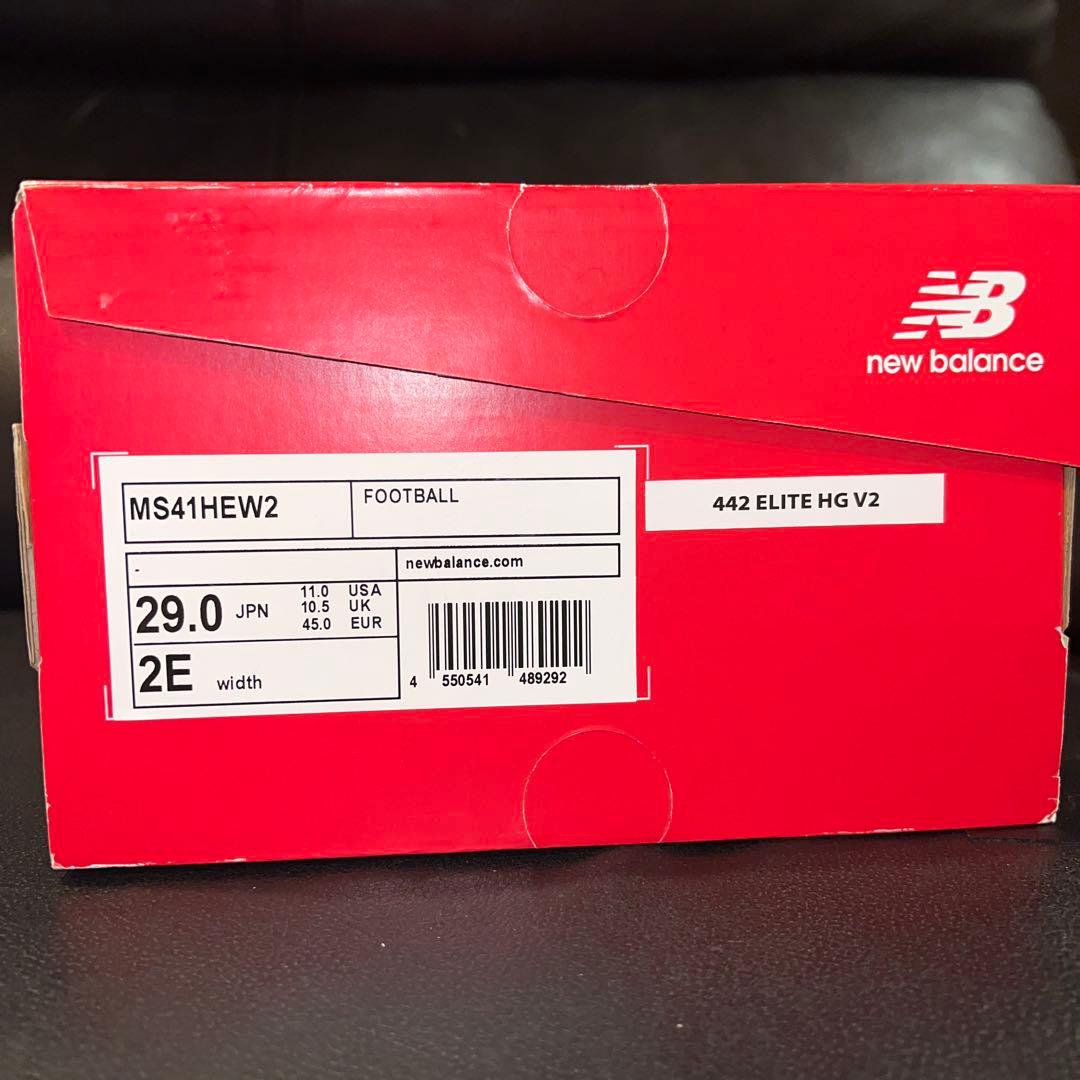 NB
new balance
MS41HEW2
FOOTBALL
442 ELITE HG V2
-
newbalance.com
29.0 JPN
11.0 USA
10.5 UK
45.0 EUR
2E width
4 550541 489292